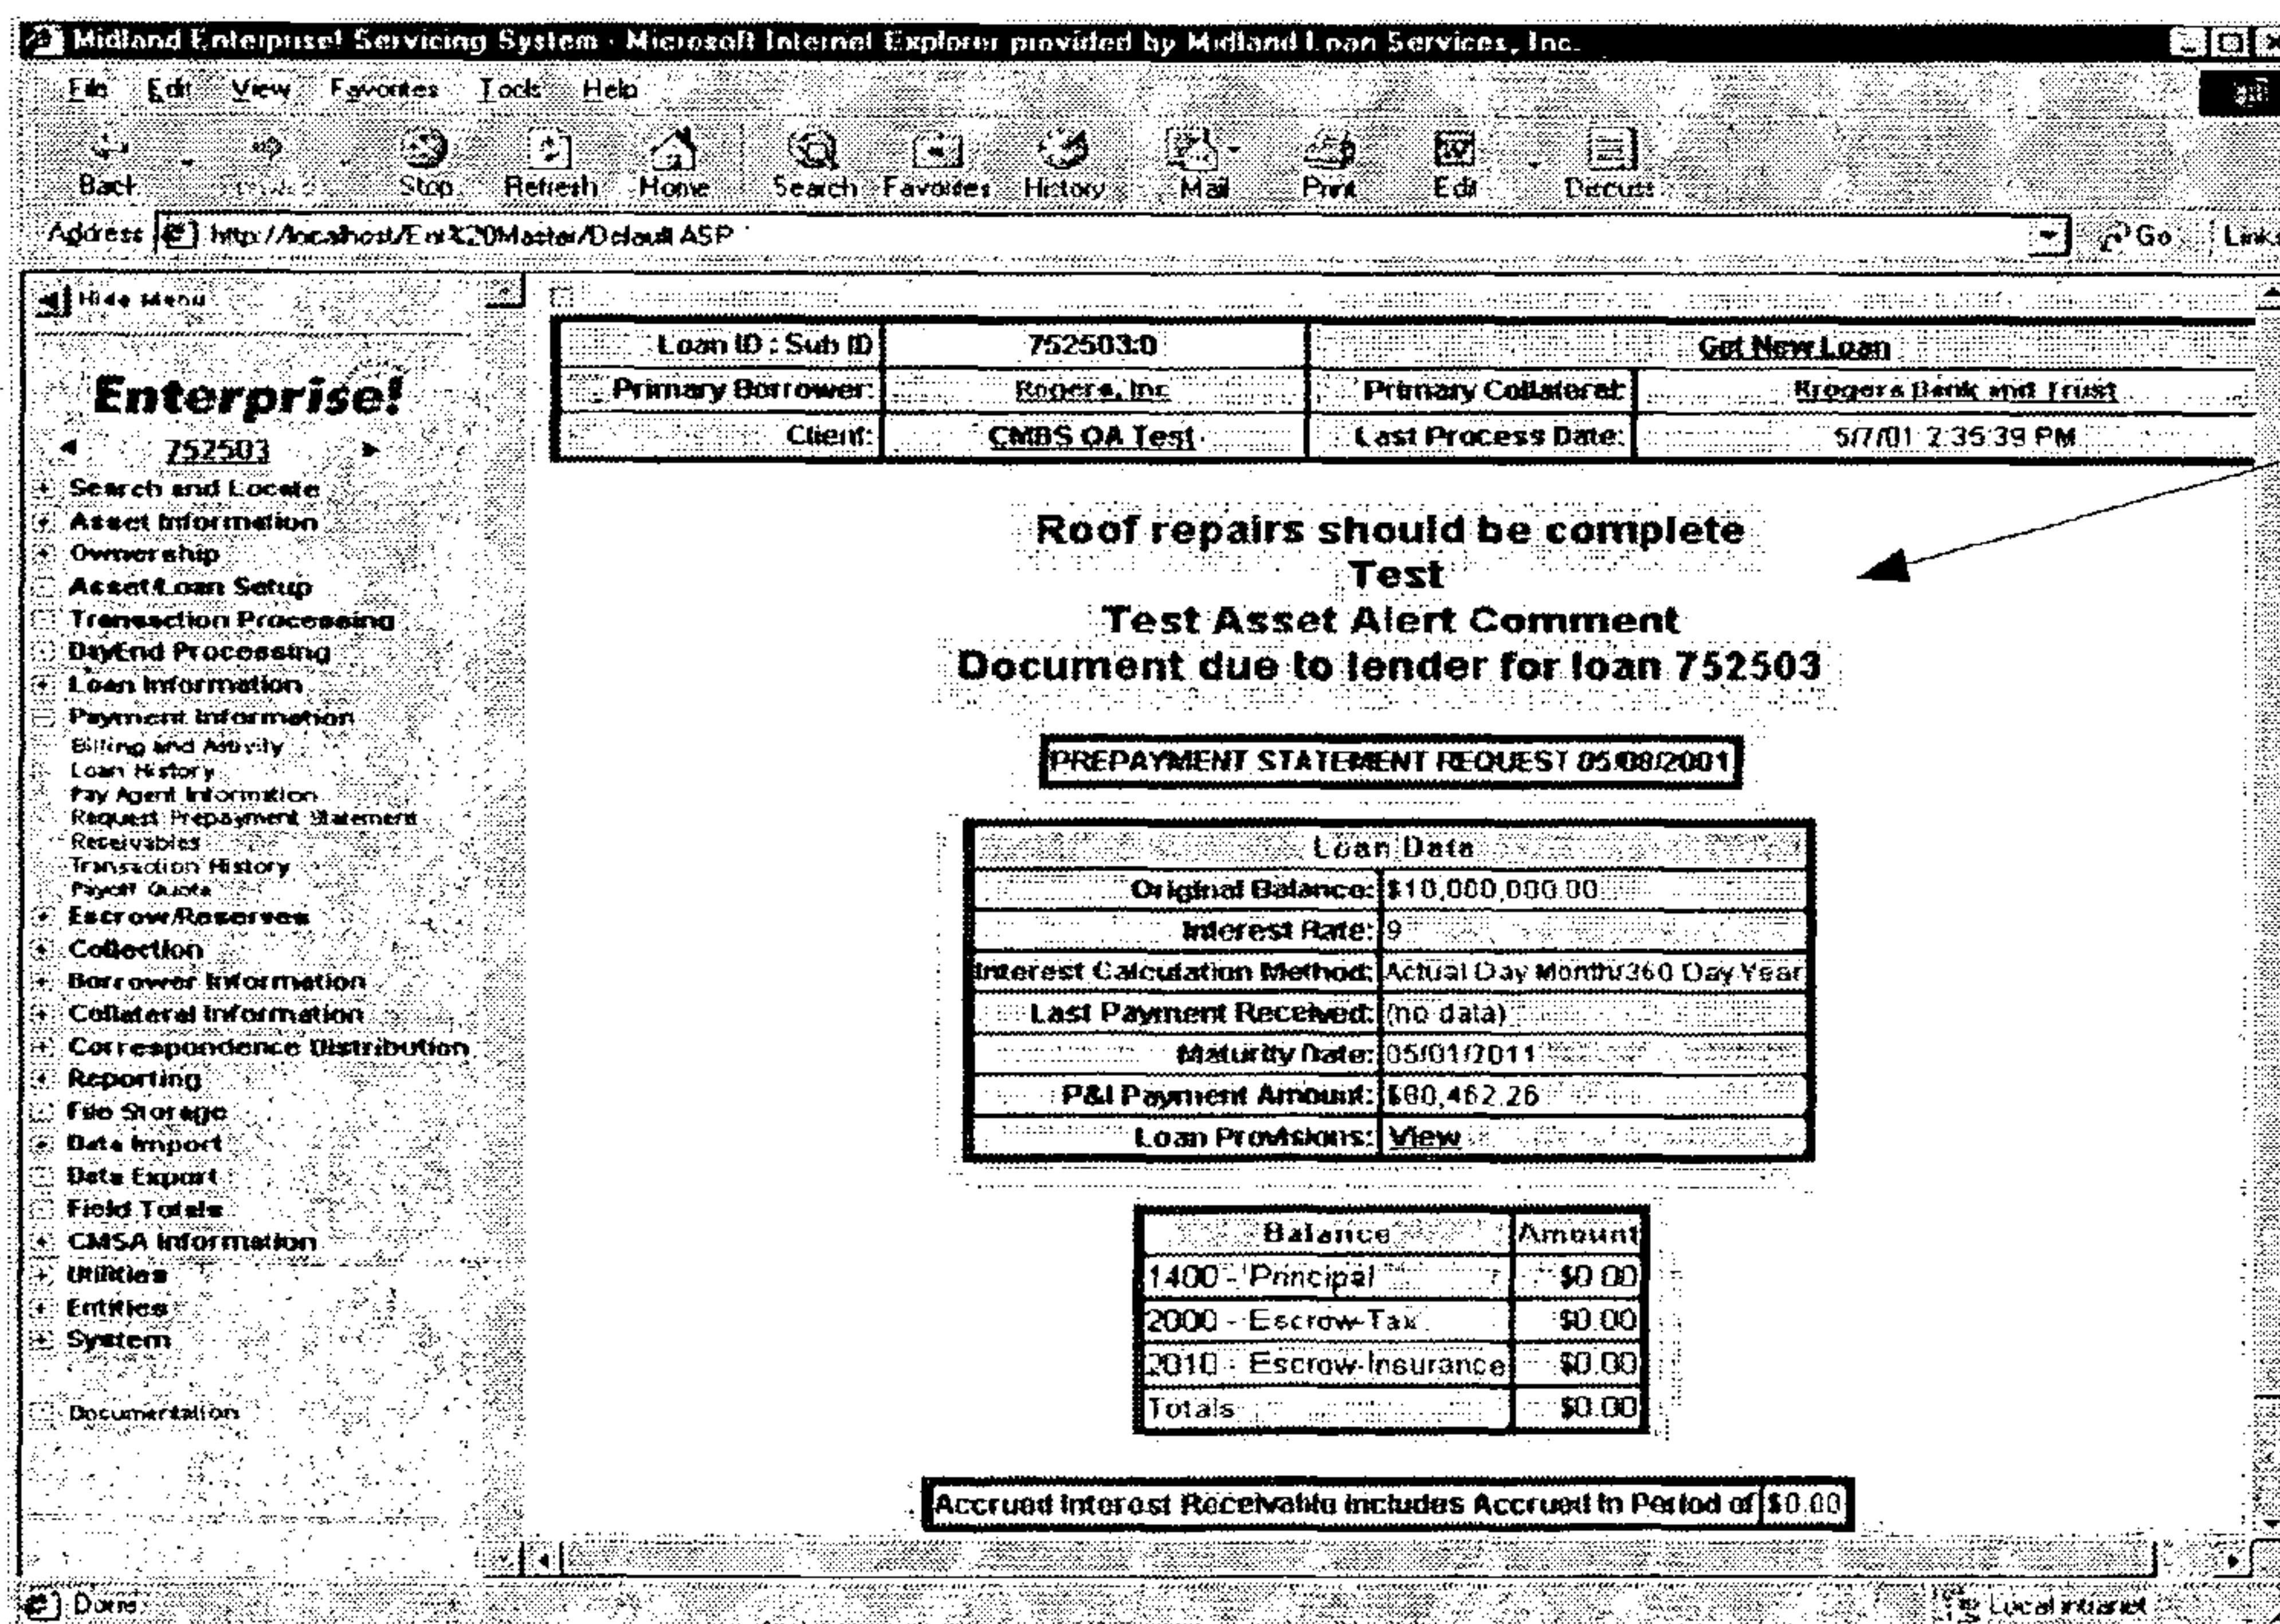 Midland Enterprise! Servicing System - Microsoft Internet Explorer provided by Midland Loan Services, Inc.
File Edit View Favorites Tools Help
Back Stop Refresh Home Search Favorites History Mail Print Edit Discuss
Address http://localhost/Ent%20Master/Default.ASP Go Links
Hide Menu
Enterprise!
752503
Search and Locate
Asset Information
Ownership
Asset/Loan Setup
Transaction Processing
DayEnd Processing
Loan Information
Payment Information
Billing and Activity
Loan History
Pay Agent Information
Request Prepayment Statement
Receivables
Transaction History
Payoff Quote
Escrow/Reserves
Collection
Borrower Information
Collateral Information
Correspondence Distribution
Reporting
File Storage
Data Import
Data Export
Field Totals
CMSA Information
Utilities
Entities
System
Documentation
Loan ID : Sub ID 752503:0 Get New Loan
Primary Borrower: Rogers, Inc Primary Collateral: Krogers Bank and Trust
Client: CMBS QA Test Last Process Date: 5/7/01 2:35:39 PM
Roof repairs should be complete
Test
Test Asset Alert Comment
Document due to lender for loan 752503
PREPAYMENT STATEMENT REQUEST 05/08/2001
Loan Data
Original Balance: $10,000,000.00
Interest Rate: 9
Interest Calculation Method: Actual Day Month/360 Day Year
Last Payment Received: (no data)
Maturity Date: 05/01/2011
P&I Payment Amount: $80,462.26
Loan Provisions: View
Balance Amount
1400 - Principal $0.00
2000 - Escrow-Tax $0.00
2010 - Escrow-Insurance $0.00
Totals $0.00
Accrued Interest Receivable includes Accrued in Period of $0.00
Done Local intranet